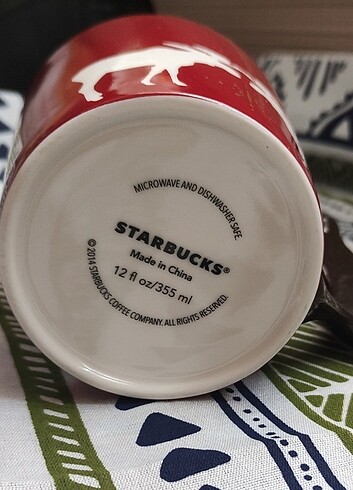 MICROWAVE AND DISHWASHER SAFE.
STARBUCKS®
Made in China
12 fl oz/355 ml
© 2014 STARBUCKS COFFEE COMPANY. ALL RIGHTS RESERVED.